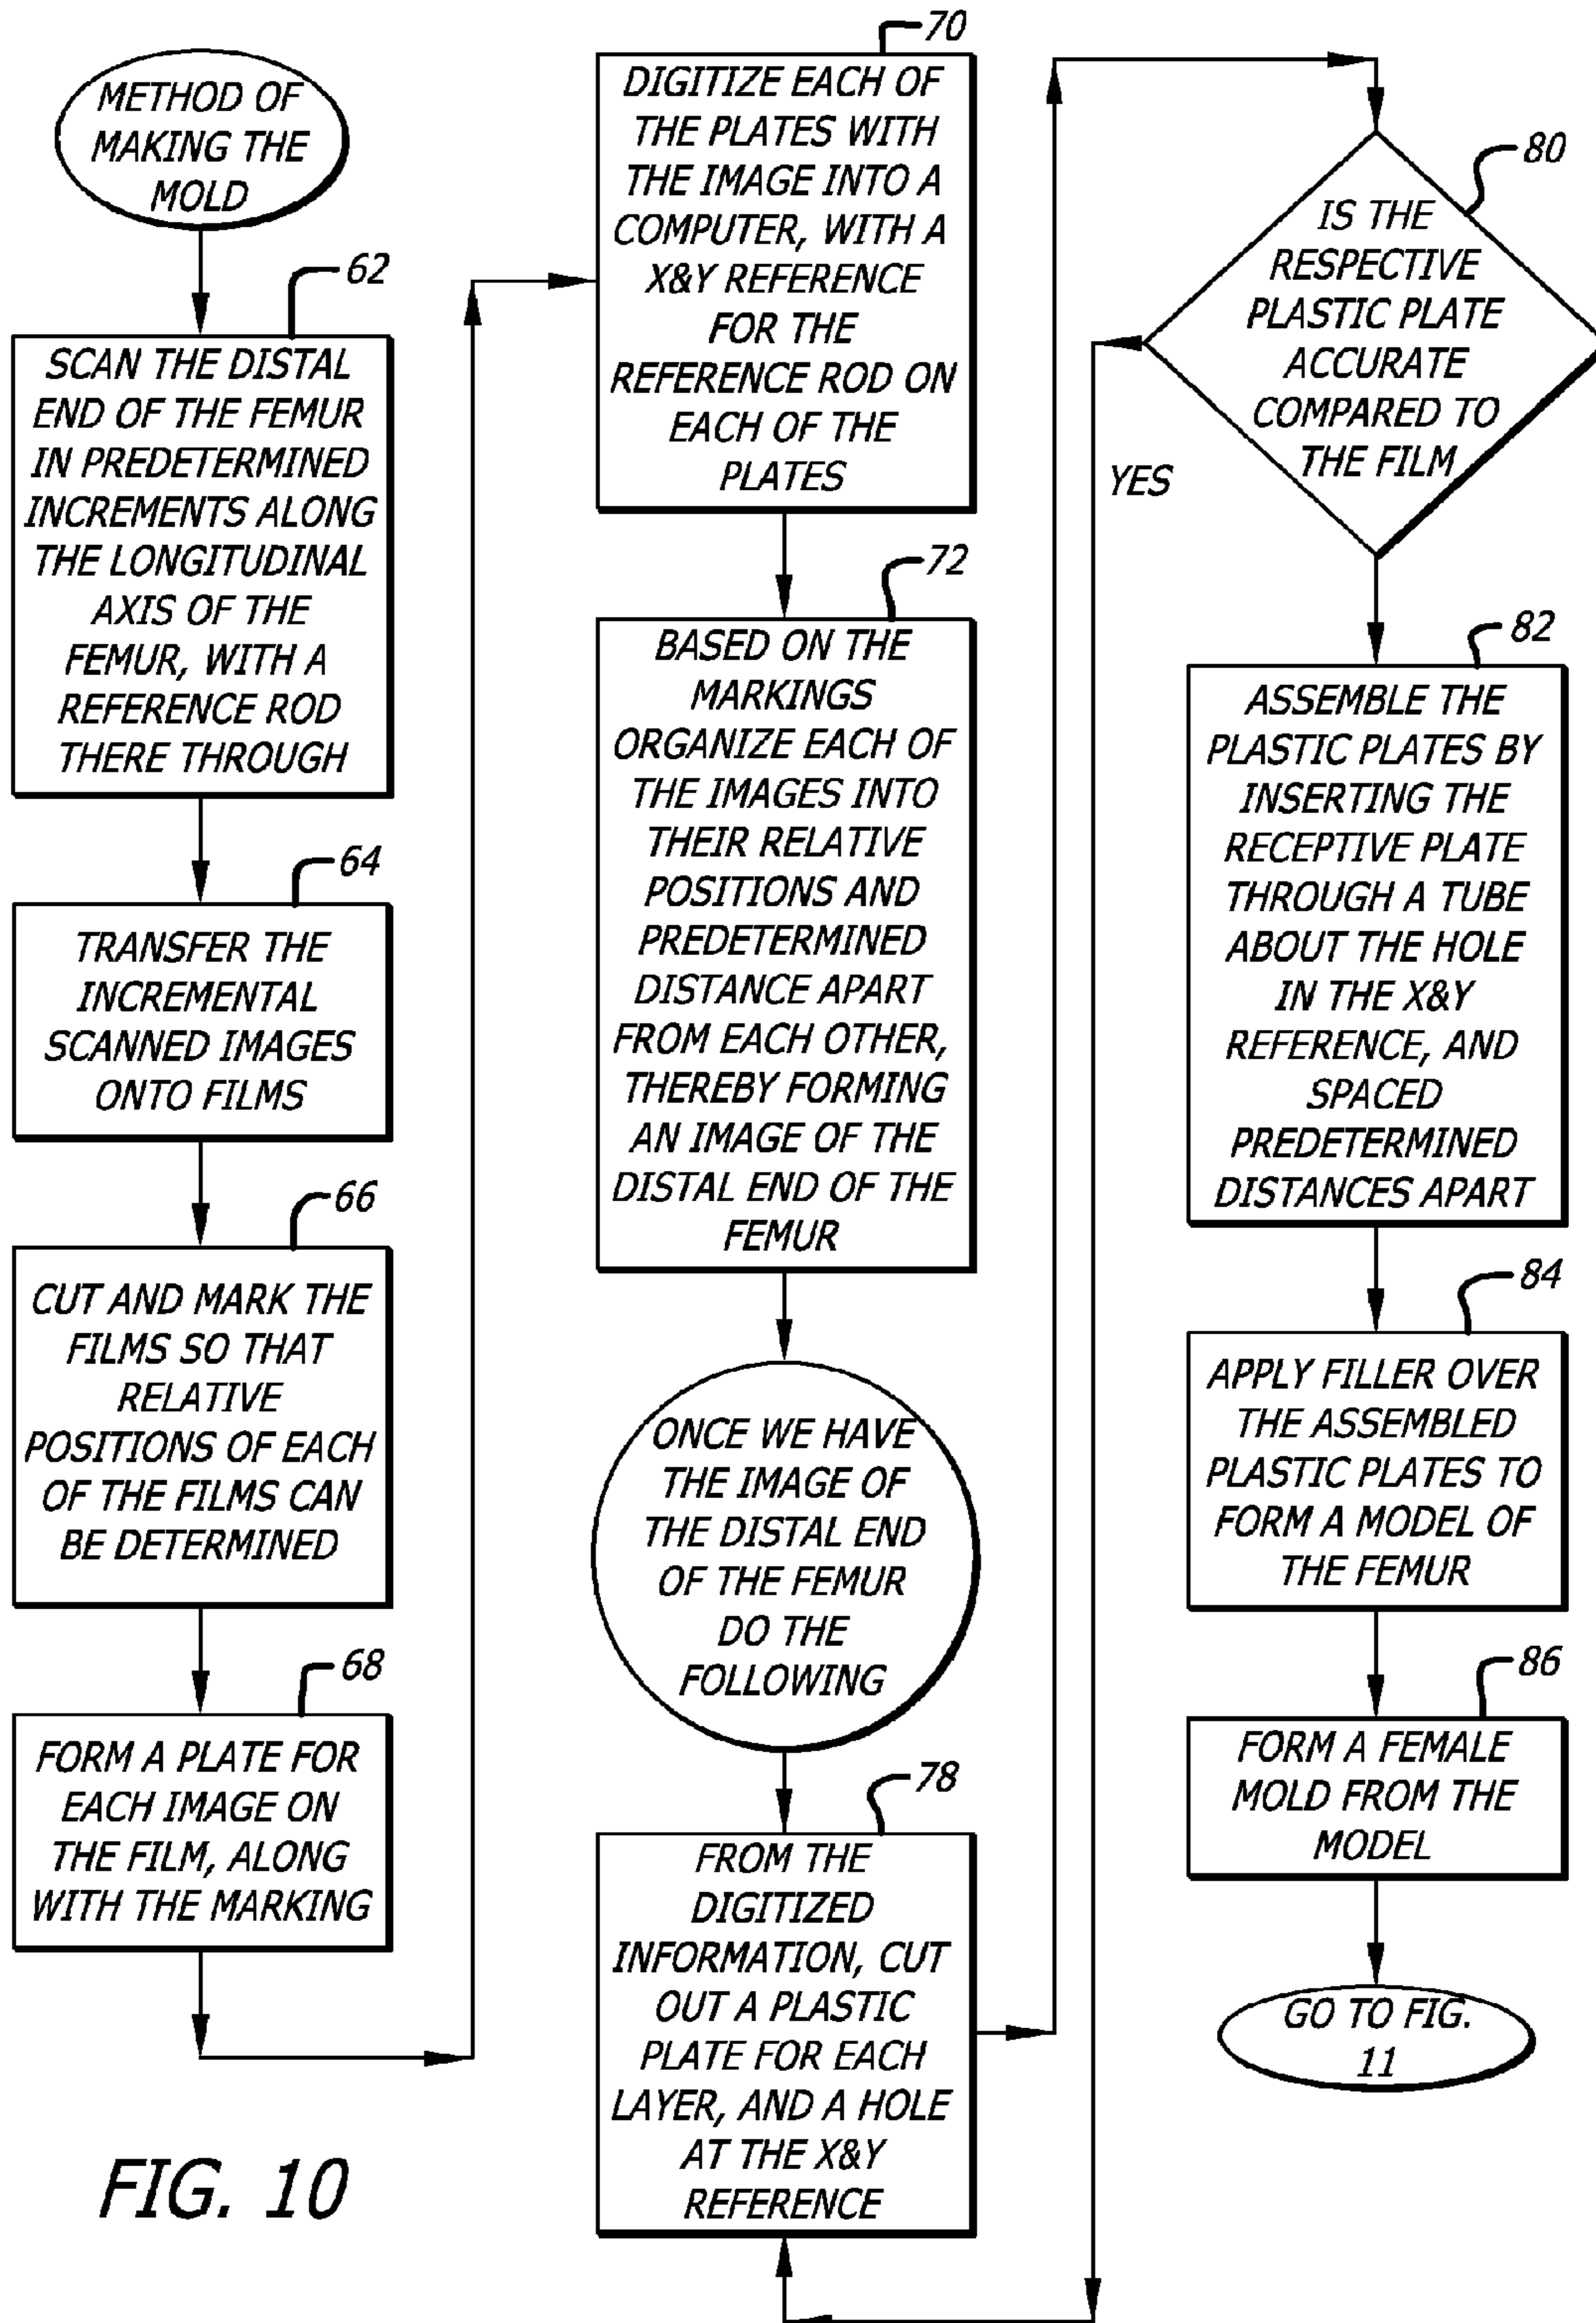 METHOD OF
MAKING THE
MOLD
62
SCAN THE DISTAL
END OF THE FEMUR
IN PREDETERMINED
INCREMENTS ALONG
THE LONGITUDINAL
AXIS OF THE
FEMUR, WITH A
REFERENCE ROD
THERE THROUGH
64
TRANSFER THE
INCREMENTAL
SCANNED IMAGES
ONTO FILMS
66
CUT AND MARK THE
FILMS SO THAT
RELATIVE
POSITIONS OF EACH
OF THE FILMS CAN
BE DETERMINED
68
FORM A PLATE FOR
EACH IMAGE ON
THE FILM, ALONG
WITH THE MARKING
70
DIGITIZE EACH OF
THE PLATES WITH
THE IMAGE INTO A
COMPUTER, WITH A
X&Y REFERENCE
FOR THE
REFERENCE ROD ON
EACH OF THE
PLATES
72
BASED ON THE
MARKINGS
ORGANIZE EACH OF
THE IMAGES INTO
THEIR RELATIVE
POSITIONS AND
PREDETERMINED
DISTANCE APART
FROM EACH OTHER,
THEREBY FORMING
AN IMAGE OF THE
DISTAL END OF THE
FEMUR
ONCE WE HAVE
THE IMAGE OF
THE DISTAL END
OF THE FEMUR
DO THE
FOLLOWING
78
FROM THE
DIGITIZED
INFORMATION, CUT
OUT A PLASTIC
PLATE FOR EACH
LAYER, AND A HOLE
AT THE X&Y
REFERENCE
80
IS THE
RESPECTIVE
PLASTIC PLATE
ACCURATE
COMPARED TO
THE FILM
YES
82
ASSEMBLE THE
PLASTIC PLATES BY
INSERTING THE
RECEPTIVE PLATE
THROUGH A TUBE
ABOUT THE HOLE
IN THE X&Y
REFERENCE, AND
SPACED
PREDETERMINED
DISTANCES APART
84
APPLY FILLER OVER
THE ASSEMBLED
PLASTIC PLATES TO
FORM A MODEL OF
THE FEMUR
86
FORM A FEMALE
MOLD FROM THE
MODEL
GO TO FIG.
11
FIG. 10